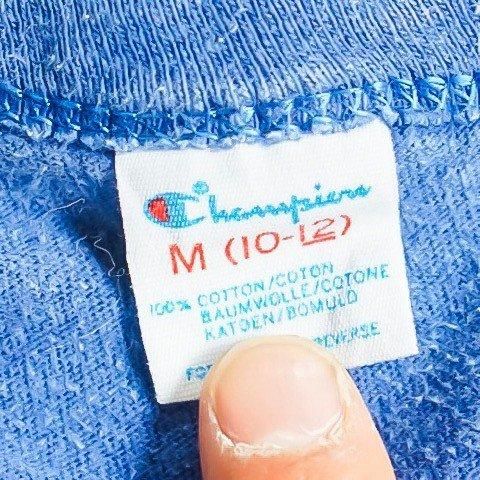 Champion
M (10-12)
100% COTTON/COTON
BAUMWOLLE/COTONE
KATOEN/BOMULD
REVERSE